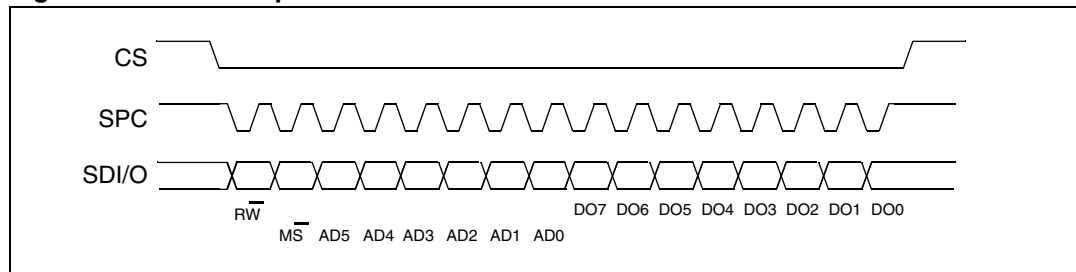 CS
SPC
SDI/O
RW
DO7 DO6 DO5 DO4 DO3 DO2 DO1 DO0
MS AD5 AD4 AD3 AD2 AD1 AD0